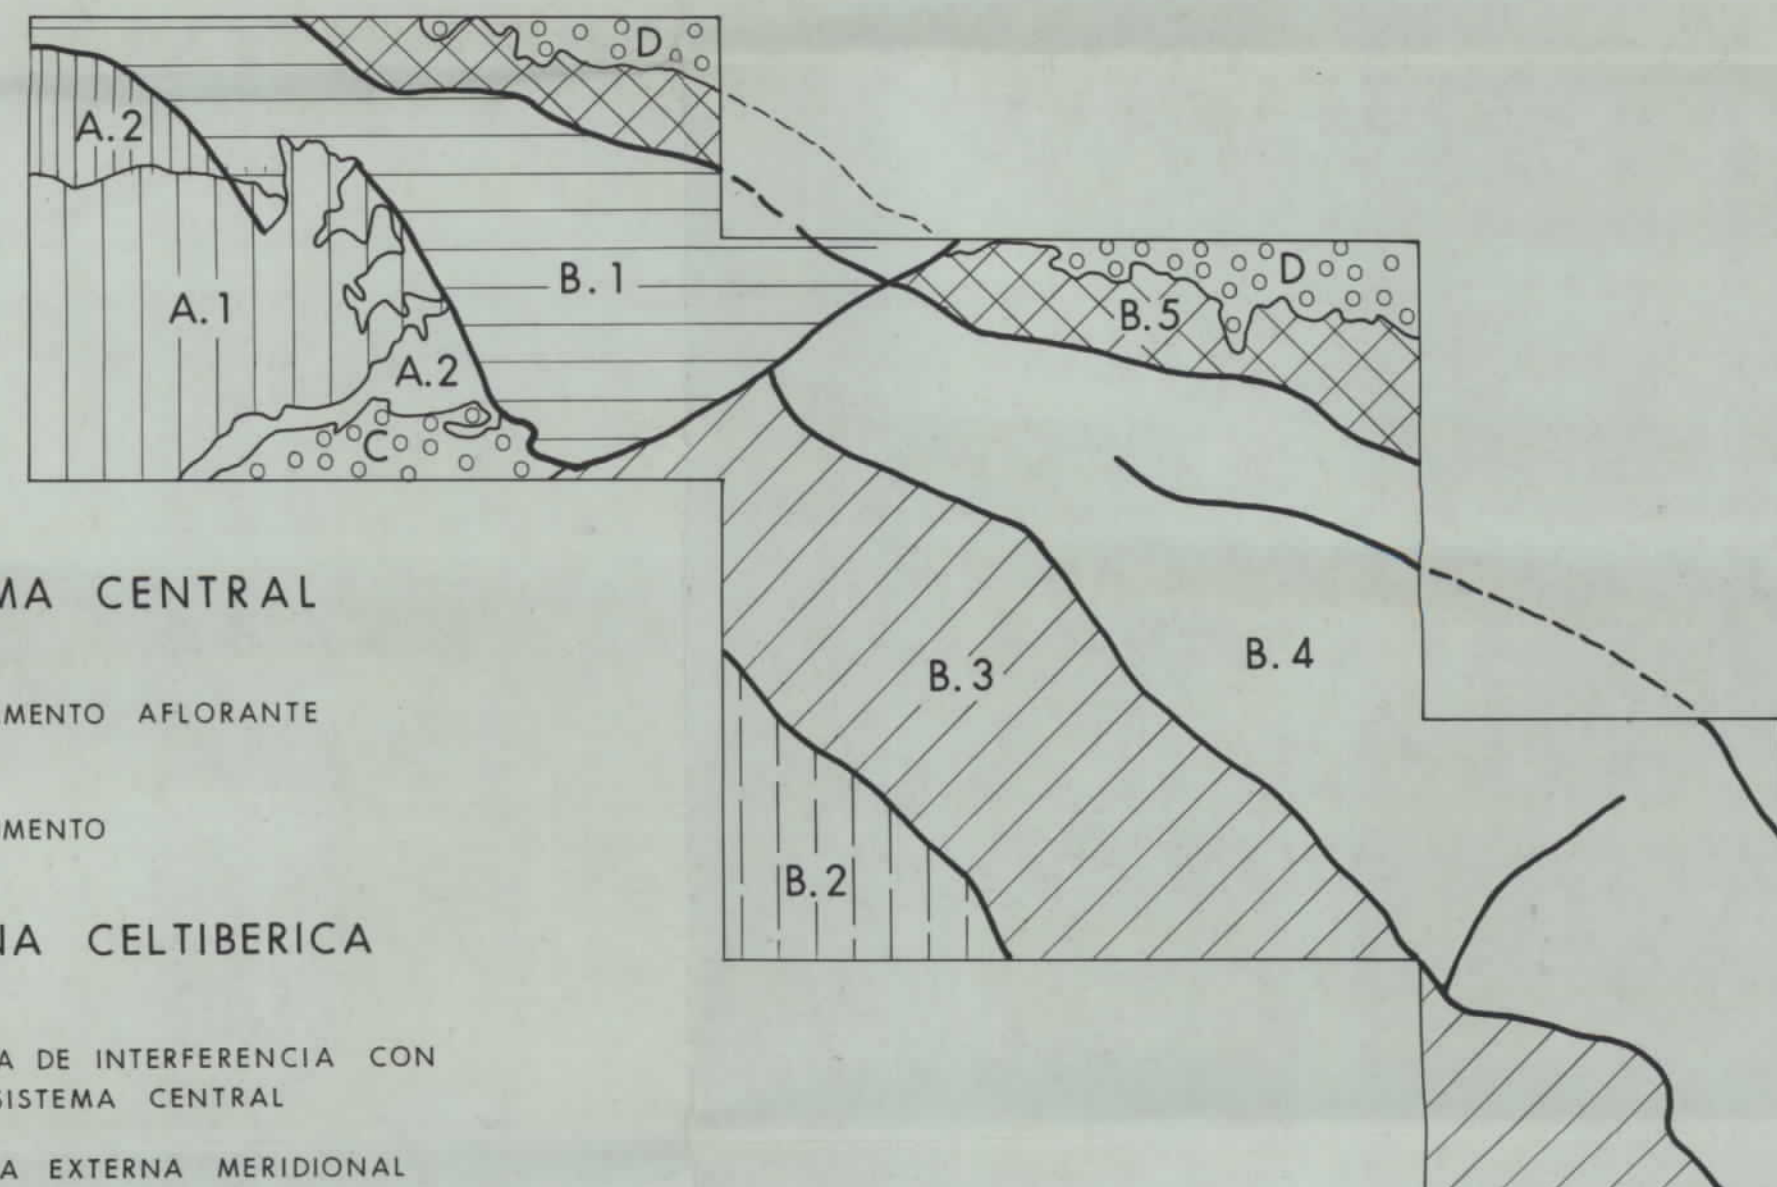 D
A.2
B.1
D
A.1
B.5
A.2
C
MA CENTRAL
B.4
B.3
MENTO AFLORANTE
MENTO
B.2
NA CELTIBERICA
A DE INTERFERENCIA CON
SISTEMA CENTRAL
A EXTERNA MERIDIONAL